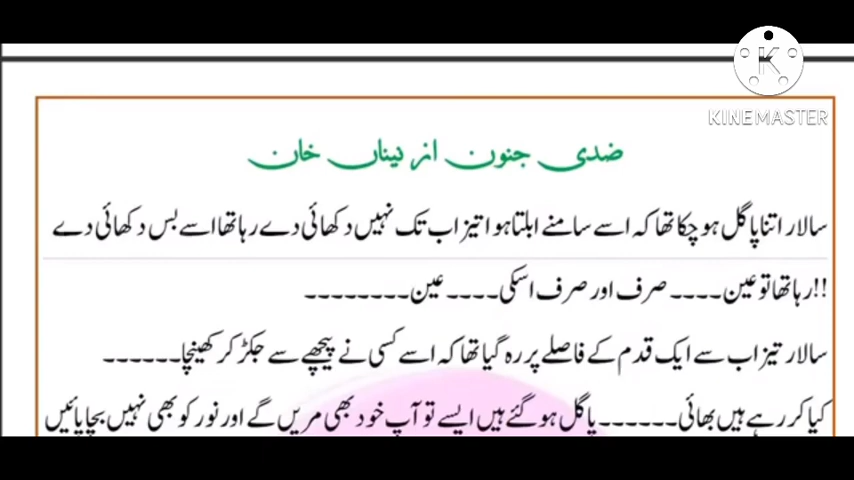 KINEMASTER
ضدی جنون از نیناں خان
سالار اتنا پاگل ہو چکا تھا کہ اسے سامنے ابلتا ہوا تیزاب تک نہیں دکھائی دے رہا تھا اسے بس دکھائی دے
!!رہا تھا تو عین۔۔۔۔ صرف اور صرف اسکی۔۔۔۔ عین۔۔۔۔۔۔۔۔
سالار تیزاب سے ایک قدم کے فاصلے پر رہ گیا تھا کہ اسے کسی نے پیچھے سے جکڑ کر کھینچا۔۔۔۔۔۔
کیا کر رہے ہیں بھائی۔۔۔۔۔۔ پاگل ہو گئے ہیں ایسے تو آپ خود بھی مریں گے اور نور کو بھی نہیں بچا پائیں